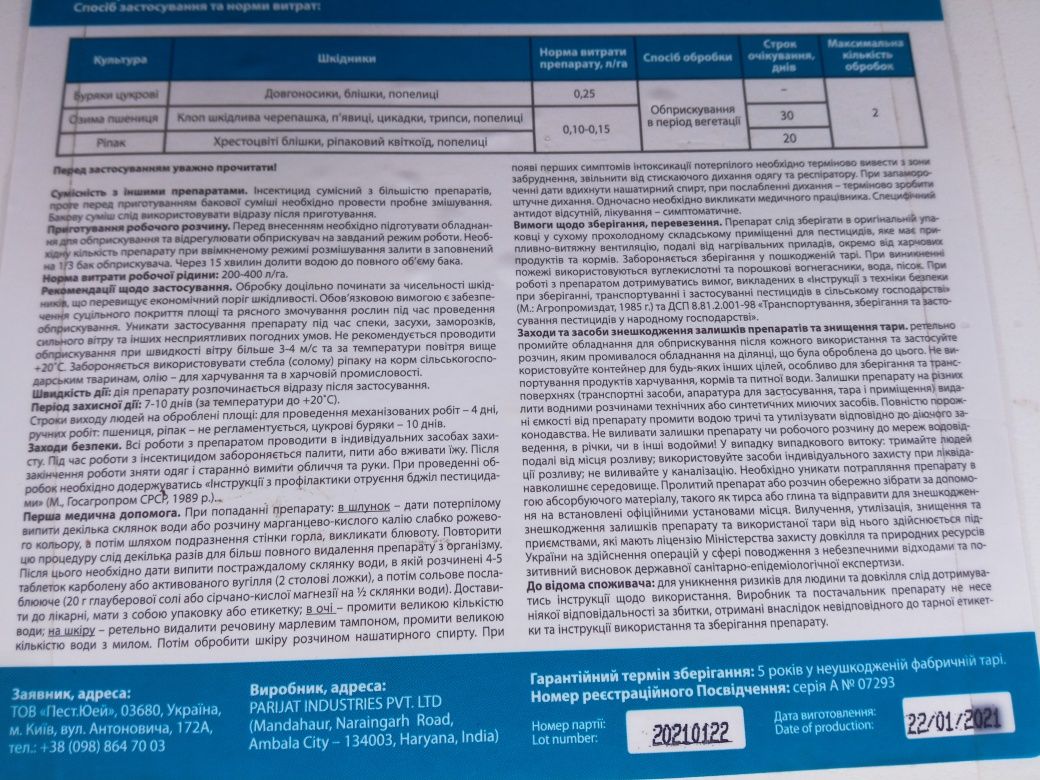 Спосіб застосування та норми витрат:
Культура
Шкідники
Норма витрати
препарату, л/га
Спосіб обробки
Строк
очікування,
днів
Максимальна
кількість
обробок
Буряки цукрові
Довгоносики, блішки, попелиці
0,25
Обприскування
в період вегетації
–
2
Озима пшениця
Клоп шкідлива черепашка, п'явиці, цикадки, трипси, попелиці
0,10-0,15
30
Ріпак
Хрестоцвіті блішки, ріпаковий квіткоїд, попелиці
20
Перед застосуванням уважно прочитати!
Сумісність з іншими препаратами. Інсектицид сумісний з більшістю препаратів,
проте перед приготуванням бакової суміші необхідно провести пробне змішування.
Бакову суміш слід використовувати відразу після приготування.
Приготування робочого розчину. Перед внесенням необхідно підготувати обладнан-
ня для обприскування та відрегулювати обприскувач на завданий режим роботи. Необ-
хідну кількість препарату при ввімкненому режимі розмішування залити в заповнений
на 1/3 бак обприскувача. Через 15 хвилин долити водою до повного об'єму бака.
Норма витрати робочої рідини: 200-400 л/га.
Рекомендації щодо застосування. Обробку доцільно починати за чисельності шкід-
ників, що перевищує економічний поріг шкідливості. Обов'язковою вимогою є забезпе-
чення суцільного покриття площі та рясного змочування рослин під час проведення
обприскування. Уникати застосування препарату під час спеки, засухи, заморозків,
сильного вітру та інших несприятливих погодних умов. Не рекомендується проводити
обприскування при швидкості вітру більше 3-4 м/с та за температури повітря вище
+20˚С. Забороняється використовувати стебла (солому) ріпаку на корм сільськогоспо-
дарським тваринам, олію – для харчування та в харчовій промисловості.
Швидкість дії: дія препарату розпочинається відразу після застосування.
Період захисної дії: 7-10 днів (за температури до +20˚С).
Строки виходу людей на оброблені площі: для проведення механізованих робіт – 4 дні,
ручних робіт: пшениця, ріпак – не регламентується, цукрові буряки – 10 днів.
Заходи безпеки. Всі роботи з препаратом проводити в індивідуальних засобах захи-
сту. Під час роботи з інсектицидом забороняється палити, пити або вживати їжу. Після
закінчення роботи зняти одяг і старанно вимити обличчя та руки. При проведенні об-
робок необхідно додержуватись «Інструкції з профілактики отруєння бджіл пестицида-
ми» (М., Госагропром СРСР, 1989 р.).
Перша медична допомога. При попаданні препарату: в шлунок – дати потерпілому
випити декілька склянок води або розчину марганцево-кислого калію слабко рожево-
го кольору, а потім шляхом подразнення стінки горла, викликати блювоту. Повторити
цю процедуру слід декілька разів для більш повного видалення препарату з організму.
Після цього необхідно дати випити постраждалому склянку води, в якій розчинені 4-5
таблеток карболену або активованого вугілля (2 столові ложки), а потім сольове посла-
блююче (20 г глауберової солі або сірчано-кислої магнезії на ½ склянки води). Достави-
ти до лікарні, мати з собою упаковку або етикетку; в очі – промити великою кількістю
води; на шкіру – ретельно видалити речовину марлевим тампоном, промити великою
кількістю води з милом. Потім обробити шкіру розчином нашатирного спирту. При
появі перших симптомів інтоксикації потерпілого необхідно терміново вивести з зони
забруднення, звільнити від стискаючого дихання одягу та респіратору. При запаморо-
ченні дати вдихнути нашатирний спирт, при послабленні дихання – терміново зробити
штучне дихання. Одночасно необхідно викликати медичного працівника. Специфічний
антидот відсутній, лікування – симптоматичне.
Вимоги щодо зберігання, перевезення. Препарат слід зберігати в оригінальній упа-
ковці у сухому прохолодному складському приміщенні для пестицидів, яке має при-
пливно-витяжну вентиляцію, подалі від нагрівальних приладів, окремо від харчових
продуктів та кормів. Забороняється зберігати у пошкодженій тарі. При виникненні
пожежі використовуються вуглекислотні та порошкові вогнегасники, вода, пісок. При
роботі з препаратом дотримуватись вимог, викладених в «Інструкції з техніки безпеки
при зберіганні, транспортуванні і застосуванні пестицидів в сільському господарстві»
(М.: Агропромиздат, 1985 г.) та ДСП 8.81.2.001-98 «Транспортування, зберігання та засто-
сування пестицидів у народному господарстві».
Заходи та засоби знешкодження залишків препаратів та знищення тари. ретельно
промийте обладнання для обприскування після кожного використання та застосуйте
розчин, яким промивалося обладнання на ділянці, що була оброблена до цього. Не ви-
користовуйте контейнер для будь-яких інших цілей, особливо для зберігання та транс-
портування продуктів харчування, кормів та питної води. Залишки препарату на різних
поверхнях (транспортні засоби, апаратура для застосування, тара і приміщення) вида-
лити водними розчинами технічних або синтетичних миючих засобів. Повністю порож-
ні ємкості від препарату промити водою тричі та утилізувати відповідно до діючого за-
конодавства. Не виливати залишки препарату чи робочого розчину до мереж водовід-
ведення, в річки, чи в інші водойми! У випадку випадкового витоку: тримайте людей
подалі від місця розливу; використовуйте засоби індивідуального захисту при ліквіда-
ції розливу; не виливайте у каналізацію. Необхідно уникати потрапляння препарату в
навколишнє середовище. Пролитий препарат або розчин обережно зібрати за допомо-
гою абсорбуючого матеріалу, такого як тирса або глина та відправити для знешкоджен-
ня на встановлені офіційними установами місця. Вилучення, утилізація, знищення та
знешкодження залишків препарату та використаної тари від нього здійснюється під-
приємствами, які мають ліцензію Міністерства захисту довкілля та природних ресурсів
України на здійснення операцій у сфері поводження з небезпечними відходами та по-
зитивний висновок державної санітарно-епідеміологічної експертизи.
До відома споживача: для уникнення ризиків для людини та довкілля слід дотримува-
тись інструкції щодо використання. Виробник та постачальник препарату не несе
ніякої відповідальності за збитки, отримані внаслідок невідповідного до тарної етикет-
ки та інструкції використання та зберігання препарату.
Заявник, адреса:
ТОВ «Пест.Юей», 03680, Україна,
м. Київ, вул. Антоновича, 172А,
тел.: +38 (098) 864 70 03
Виробник, адреса:
PARIJAT INDUSTRIES PVT. LTD
(Mandahaur, Naraingarh Road,
Ambala City – 134003, Haryana, India)
Гарантійний термін зберігання: 5 років у неушкодженій фабричній тарі.
Номер реєстраційного Посвідчення: серія А № 07293
Номер партії:
Lot number:
20210122
Дата виготовлення:
Date of production:
22/01/2021